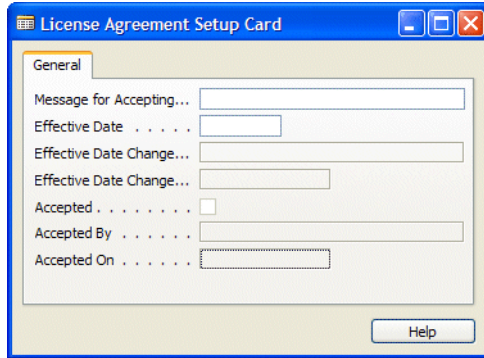 License Agreement Setup Card
General
Message for Accepting...
Effective Date . . . . .
Effective Date Change...
Effective Date Change...
Accepted . . . . . . . .
Accepted By . . . . . .
Accepted On . . . . . .
Help